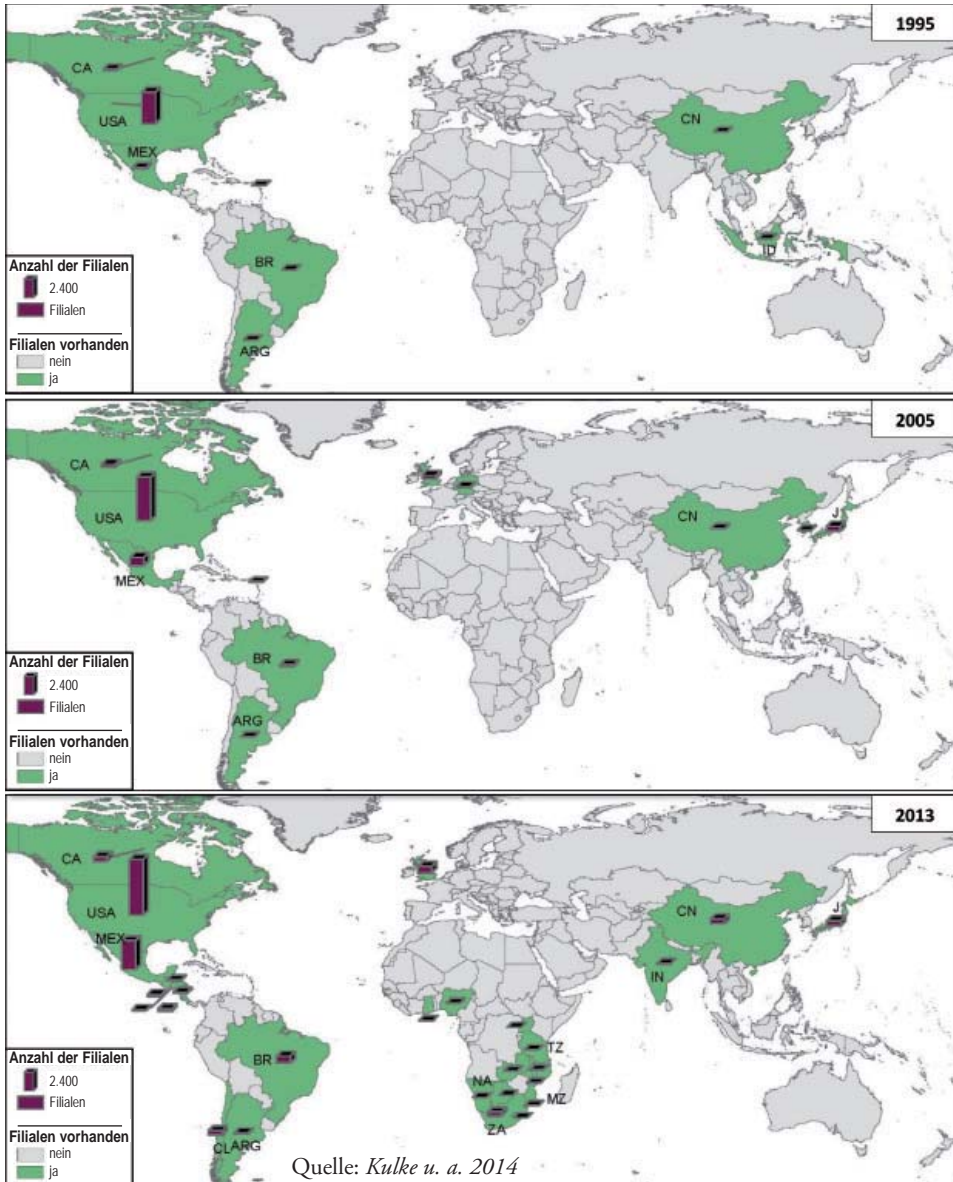 1995
CA
USA
MEX
CN
ID
BR
ARG
Anzahl der Filialen
2.400
Filialen
Filialen vorhanden
nein
ja
2005
CA
USA
MEX
CN
J
BR
ARG
Anzahl der Filialen
2.400
Filialen
Filialen vorhanden
nein
ja
2013
CA
USA
MEX
CN
J
IN
BR
TZ
NA
MZ
ZA
CL
ARG
Anzahl der Filialen
2.400
Filialen
Filialen vorhanden
nein
ja
Quelle: Kulke u. a. 2014